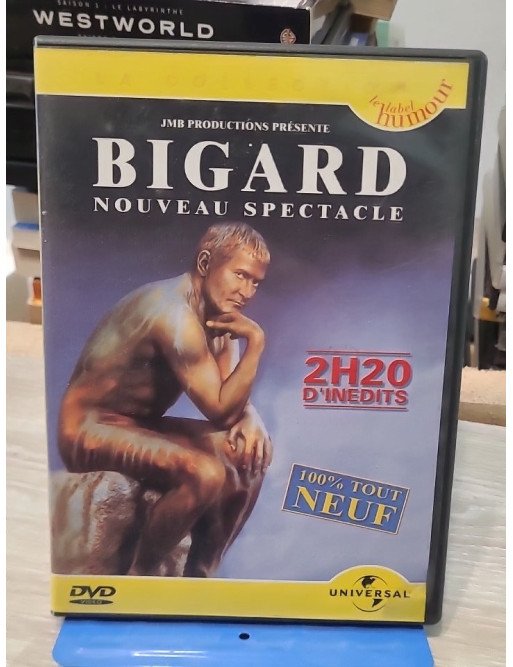 SAISON 1 : LE LABYRINTHE
WESTWORLD
le label
humour
JMB PRODUCTIONS PRÉSENTE
BIGARD
NOUVEAU SPECTACLE
2H20
D'INEDITS
100% TOUT
NEUF
DVD
VIDEO
UNIVERSAL